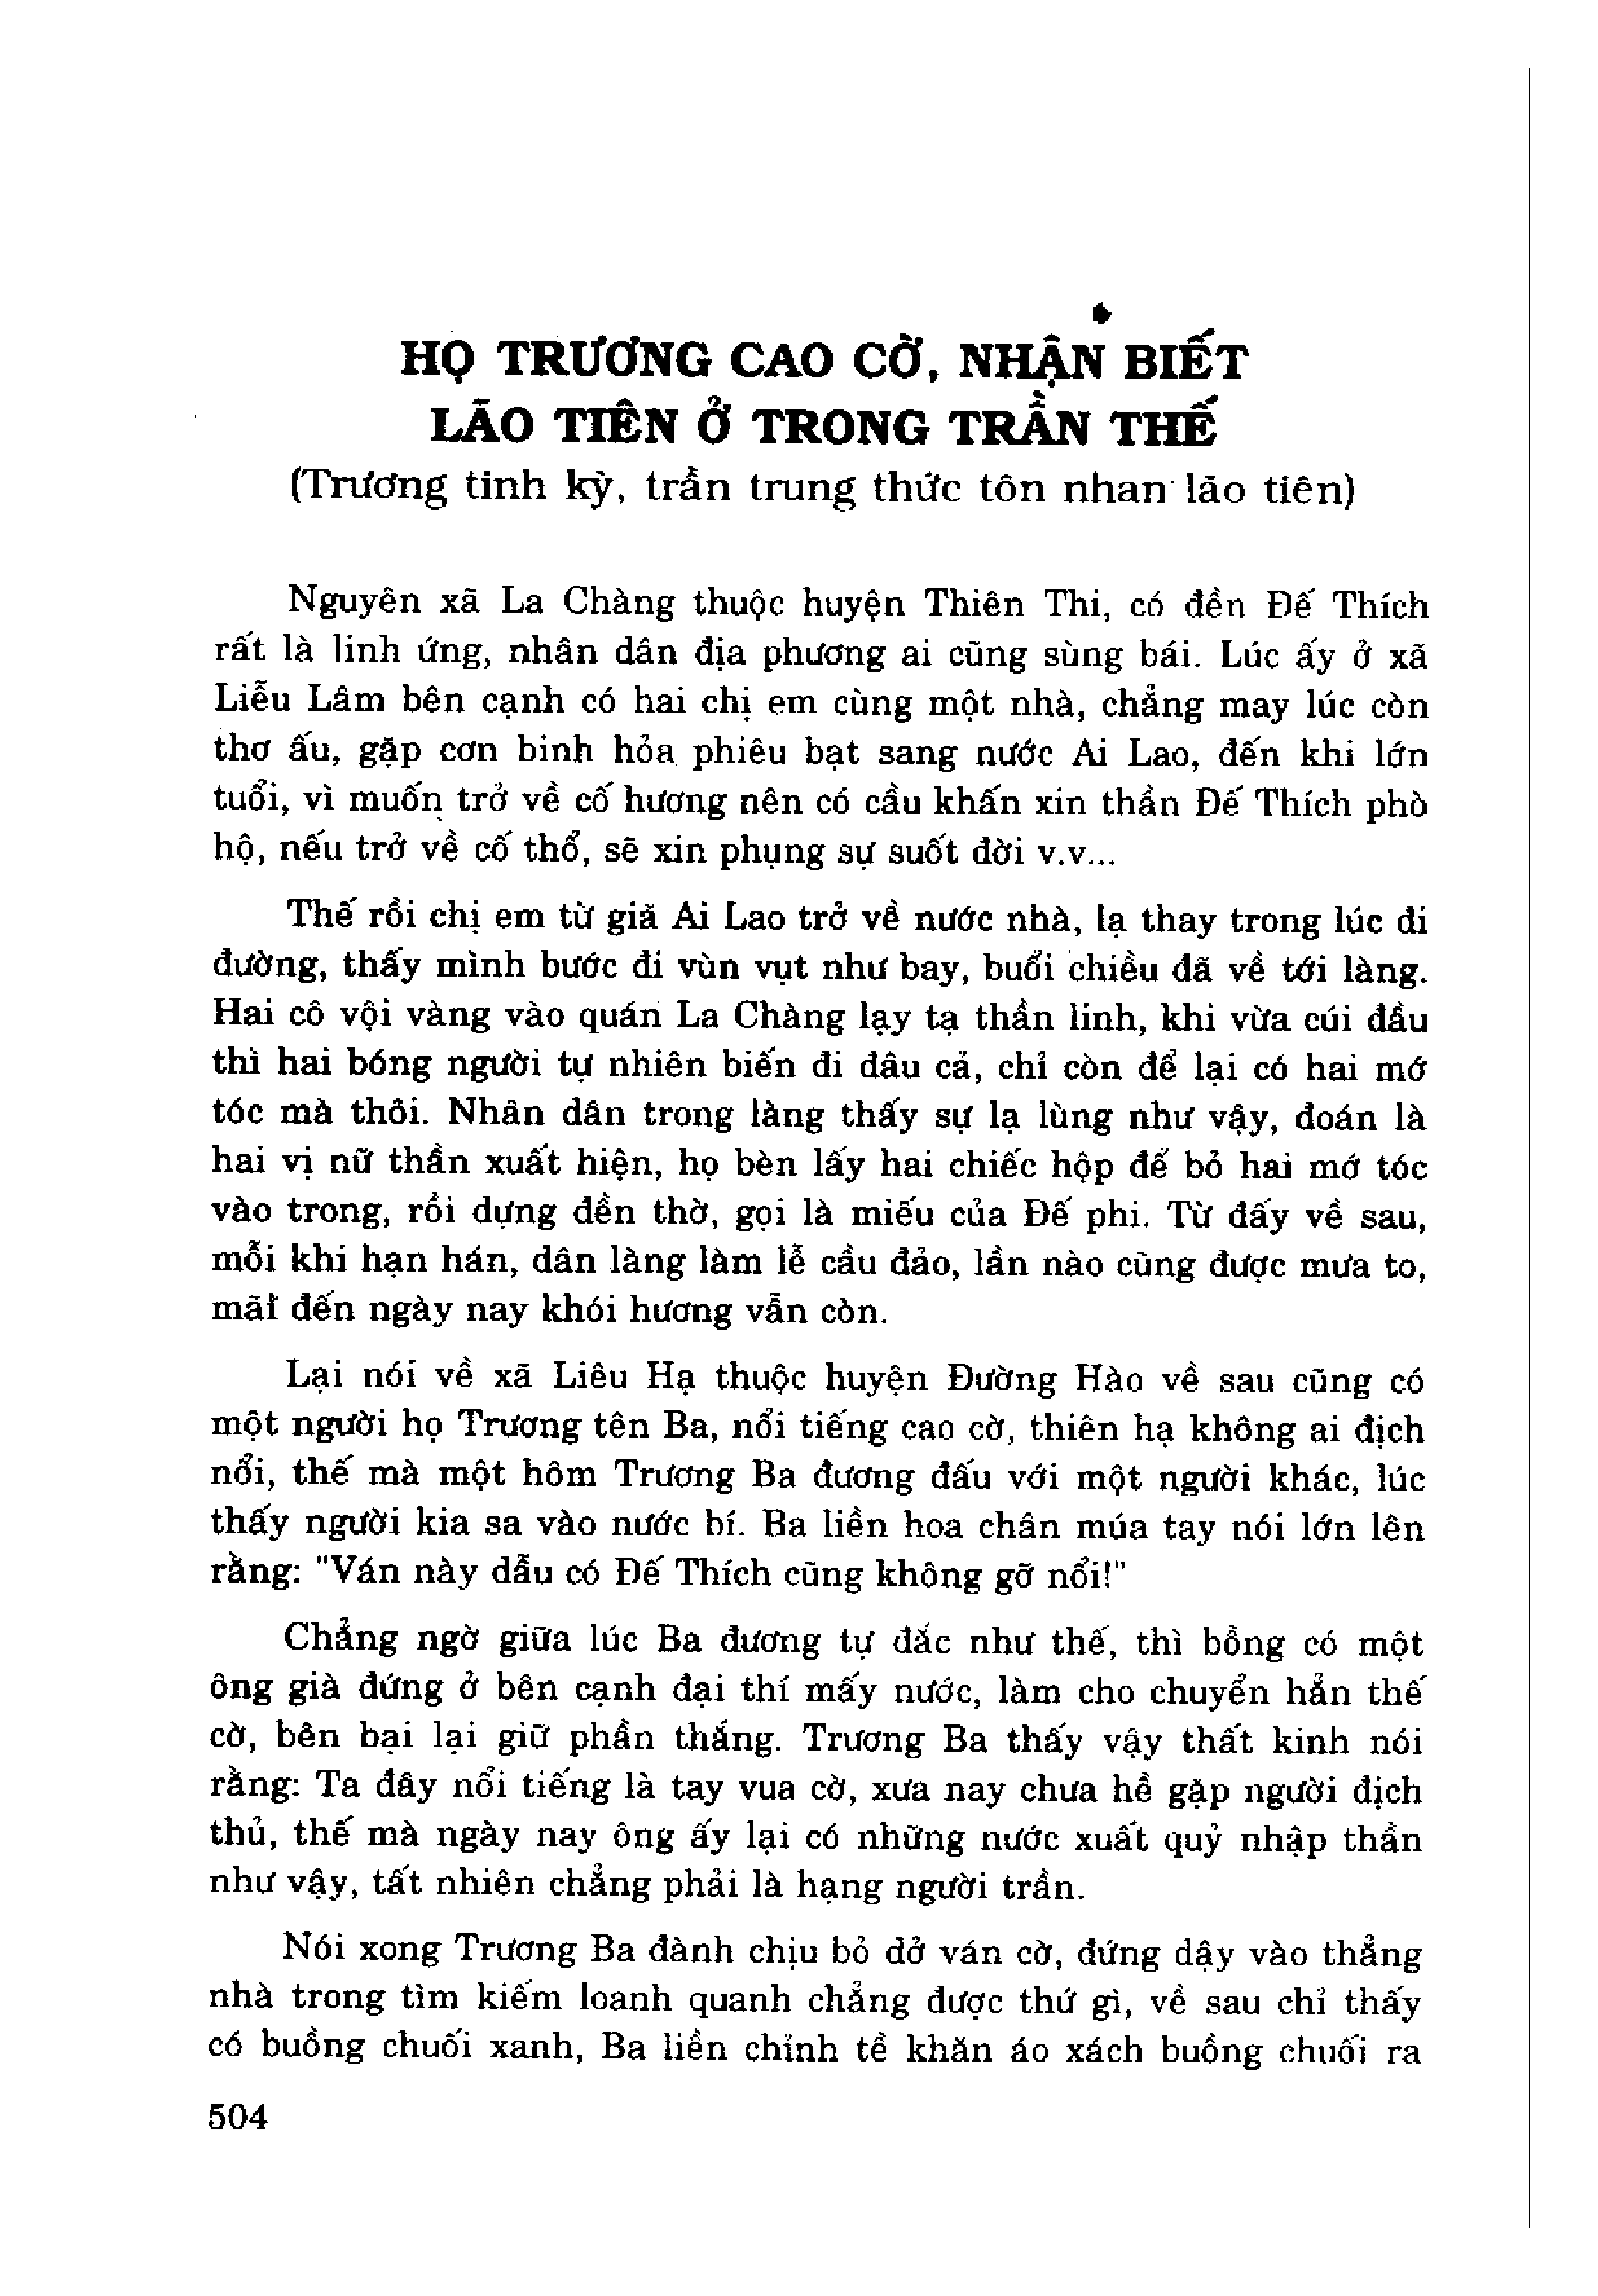 HỌ TRƯƠNG CAO CỜ, NHẬN BIẾT
LÃO TIÊN Ở TRONG TRẦN THẾ
(Trương tinh kỳ, trần trung thức tôn nhan lão tiên)
Nguyên xã La Chàng thuộc huyện Thiên Thi, có đền Đế Thích
rất là linh ứng, nhân dân địa phương ai cũng sùng bái. Lúc ấy ở xã
Liễu Lâm bên cạnh có hai chị em cùng một nhà, chẳng may lúc còn
thơ ấu, gặp cơn binh hỏa phiêu bạt sang nước Ai Lao, đến khi lớn
tuổi, vì muốn trở về cố hương nên có cầu khấn xin thần Đế Thích phò
hộ, nếu trở về cố thổ, sẽ xin phụng sự suốt đời v.v...
Thế rồi chị em từ giã Ai Lao trở về nước nhà, lạ thay trong lúc đi
đường, thấy mình bước đi vùn vụt như bay, buổi chiều đã về tới làng.
Hai cô vội vàng vào quán La Chàng lạy tạ thần linh, khi vừa cúi đầu
thì hai bóng người tự nhiên biến đi đâu cả, chỉ còn để lại có hai mớ
tóc mà thôi. Nhân dân trong làng thấy sự lạ lùng như vậy, đoán là
hai vị nữ thần xuất hiện, họ bèn lấy hai chiếc hộp để bỏ hai mớ tóc
vào trong, rồi dựng đền thờ, gọi là miếu của Đế phi. Từ đấy về sau,
mỗi khi hạn hán, dân làng làm lễ cầu đảo, lần nào cũng được mưa to,
mãi đến ngày nay khói hương vẫn còn.
Lại nói về xã Liêu Hạ thuộc huyện Đường Hào về sau cũng có
một người họ Trương tên Ba, nổi tiếng cao cờ, thiên hạ không ai địch
nổi, thế mà một hôm Trương Ba đương đấu với một người khác, lúc
thấy người kia sa vào nước bí. Ba liền hoa chân múa tay nói lớn lên
rằng: "Ván này dẫu có Đế Thích cũng không gỡ nổi!"
Chẳng ngờ giữa lúc Ba đương tự đắc như thế, thì bỗng có một
ông già đứng ở bên cạnh đại thí mấy nước, làm cho chuyển hẳn thế
cờ, bên bại lại giữ phần thắng. Trương Ba thấy vậy thất kinh nói
rằng: Ta đây nổi tiếng là tay vua cờ, xưa nay chưa hề gặp người địch
thủ, thế mà ngày nay ông ấy lại có những nước xuất quỷ nhập thần
như vậy, tất nhiên chẳng phải là hạng người trần.
Nói xong Trương Ba đành chịu bỏ dở ván cờ, đứng dậy vào thẳng
nhà trong tìm kiếm loanh quanh chẳng được thứ gì, về sau chỉ thấy
có buồng chuối xanh, Ba liền chỉnh tề khăn áo xách buồng chuối ra
504